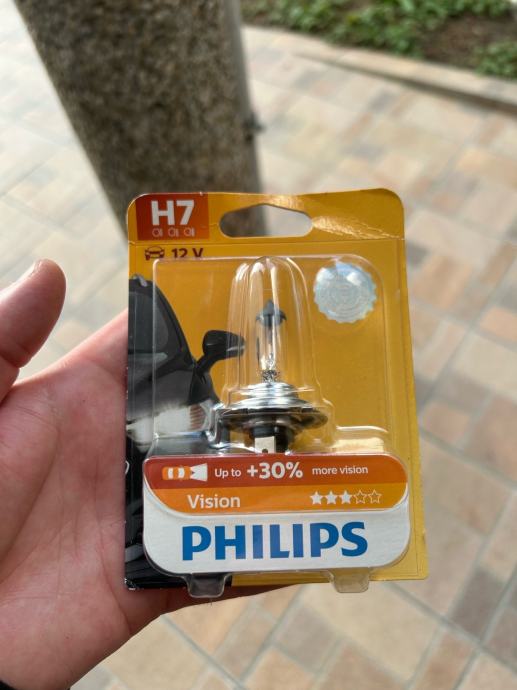 H7
12 V
Up to +30% more vision
Vision
PHILIPS